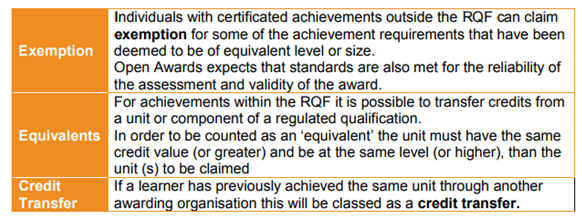 Exemption
Individuals with certificated achievements outside the RQF can claim
exemption for some of the achievement requirements that have been
deemed to be of equivalent level or size.
Open Awards expects that standards are also met for the reliability of
the assessment and validity of the award.
Equivalents
For achievements within the RQF it is possible to transfer credits from
a unit or component of a regulated qualification.
In order to be counted as an ‘equivalent’ the unit must have the same
credit value (or greater) and be at the same level (or higher), than the
unit (s) to be claimed
Credit
Transfer
If a learner has previously achieved the same unit through another
awarding organisation this will be classed as a credit transfer.